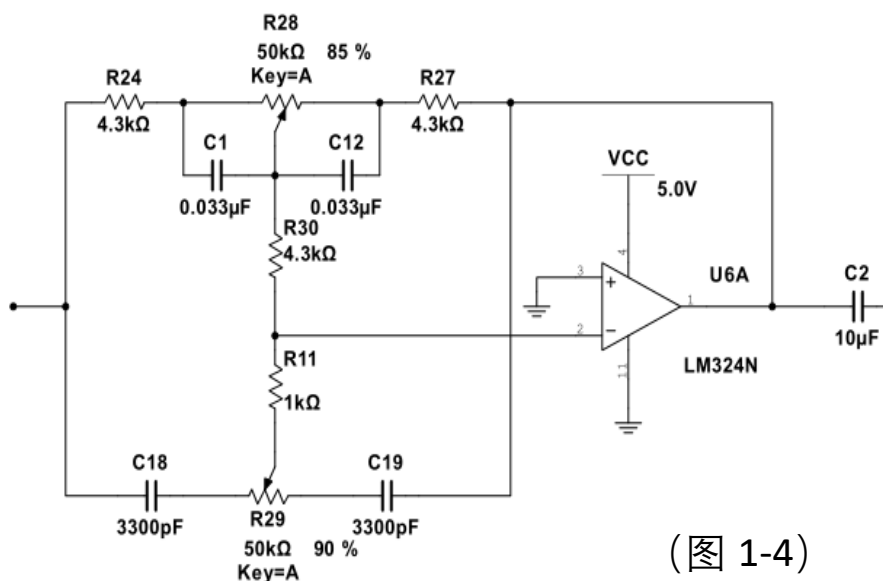 R28
50kΩ 85 %
Key=A
R24
4.3kΩ
R27
4.3kΩ
C1
0.033µF
C12
0.033µF
VCC
5.0V
R30
4.3kΩ
4
3
U6A
C2
1
2
10µF
R11
1kΩ
11
LM324N
C18
3300pF
C19
3300pF
R29
50kΩ 90 %
Key=A
(图 1-4)